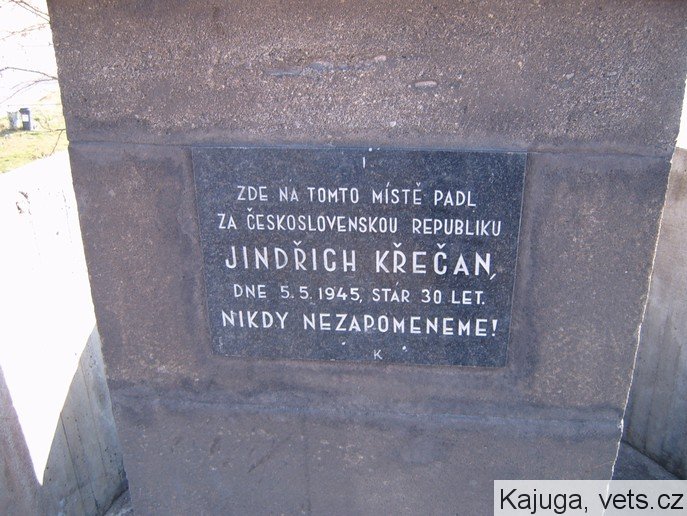 ZDE NA TOMTO MÍSTĚ PADL
ZA ČESKOSLOVENSKOU REPUBLIKU
JINDŘICH KŘEČAN,
DNE 5. 5. 1945, STÁR 30 LET.
NIKDY NEZAPOMENEME!
K
Kajuga, vets.cz